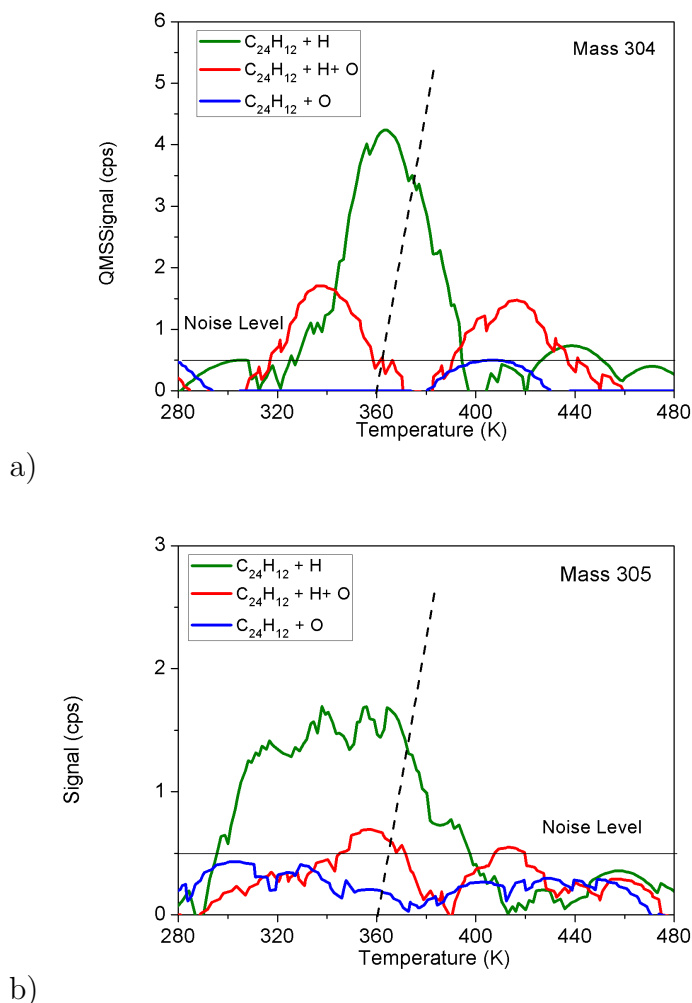 6
C24H12 + H
Mass 304
C24H12 + H+ O
5
C24H12 + O
4
QMSSignal (cps)
3
2
Noise Level
1
0
280 320 360 400 440 480
Temperature (K)
a)
3
C24H12 + H
Mass 305
C24H12 + H+ O
C24H12 + O
2
Signal (cps)
1
Noise Level
0
280 320 360 400 440 480
Temperature (K)
b)